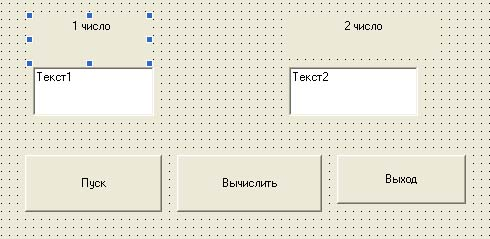 1 число
2 число
Текст1
Текст2
Пуск
Вычислить
Выход